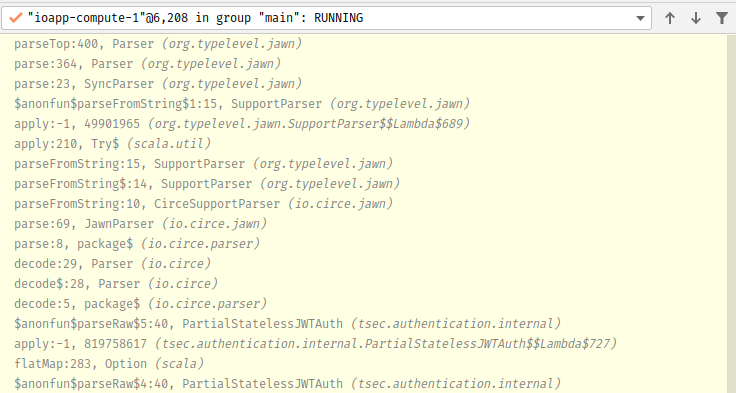 "ioapp-compute-1"@6,208 in group "main": RUNNING
parseTop:400, Parser (org.typelevel.jawn)
parse:364, Parser (org.typelevel.jawn)
parse:23, SyncParser (org.typelevel.jawn)
$anonfun$parseFromString$1:15, SupportParser (org.typelevel.jawn)
apply:-1, 49901965 (org.typelevel.jawn.SupportParser$$Lambda$689)
apply:210, Try$ (scala.util)
parseFromString:15, SupportParser (org.typelevel.jawn)
parseFromString$:14, SupportParser (org.typelevel.jawn)
parseFromString:10, CirceSupportParser (io.circe.jawn)
parse:69, JawnParser (io.circe.jawn)
parse:8, package$ (io.circe.parser)
decode:29, Parser (io.circe)
decode$:28, Parser (io.circe)
decode:5, package$ (io.circe.parser)
$anonfun$parseRaw$5:40, PartialStatelessJWTAuth (tsec.authentication.internal)
apply:-1, 819758617 (tsec.authentication.internal.PartialStatelessJWTAuth$$Lambda$727)
flatMap:283, Option (scala)
$anonfun$parseRaw$4:40, PartialStatelessJWTAuth (tsec.authentication.internal)